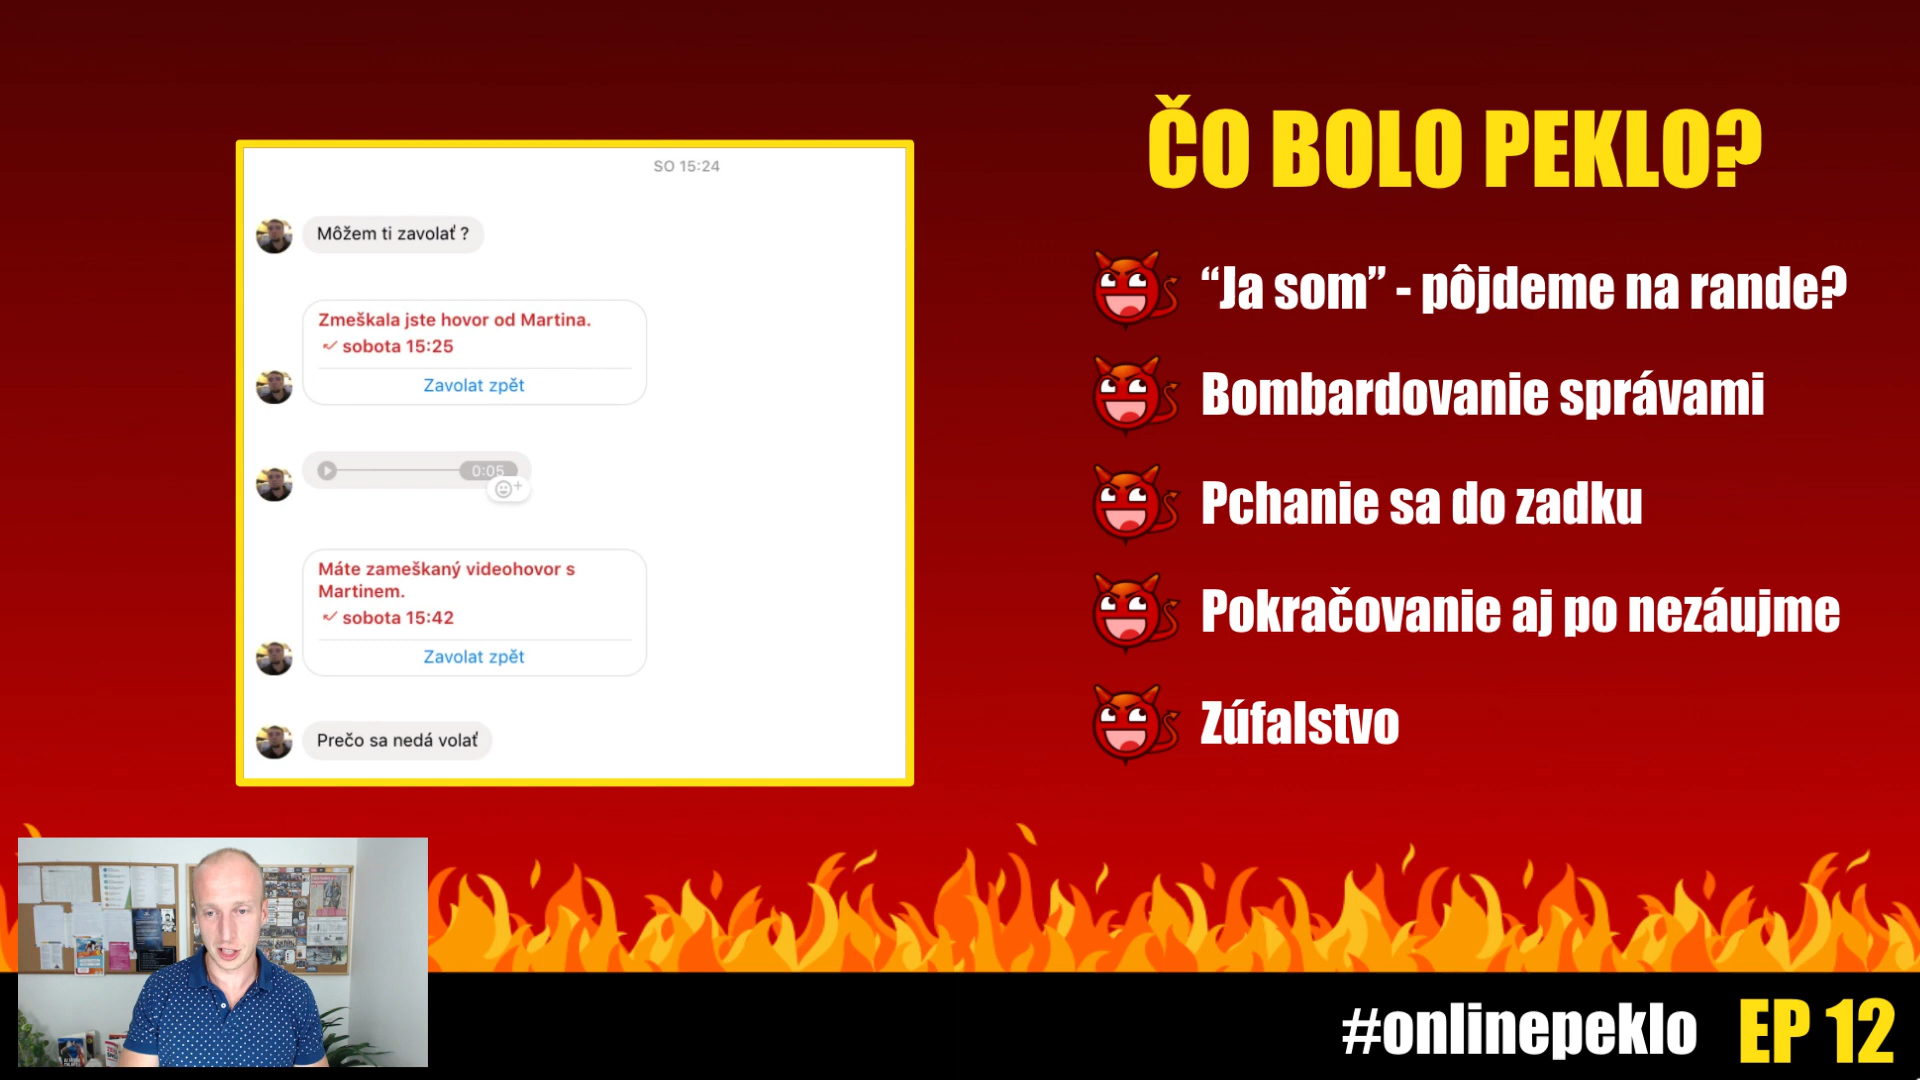 SO 15:24
Môžem ti zavolať ?
Zmeškala jste hovor od Martina.
sobota 15:25
Zavolat zpět
0:05
Máte zameškaný videohovor s
Martinem.
sobota 15:42
Zavolat zpět
Prečo sa nedá volať
ČO BOLO PEKLO?
“Ja som” - pôjdeme na rande?
Bombardovanie správami
Pchanie sa do zadku
Pokračovanie aj po nezáujme
Zúfalstvo
#onlinepeklo EP 12